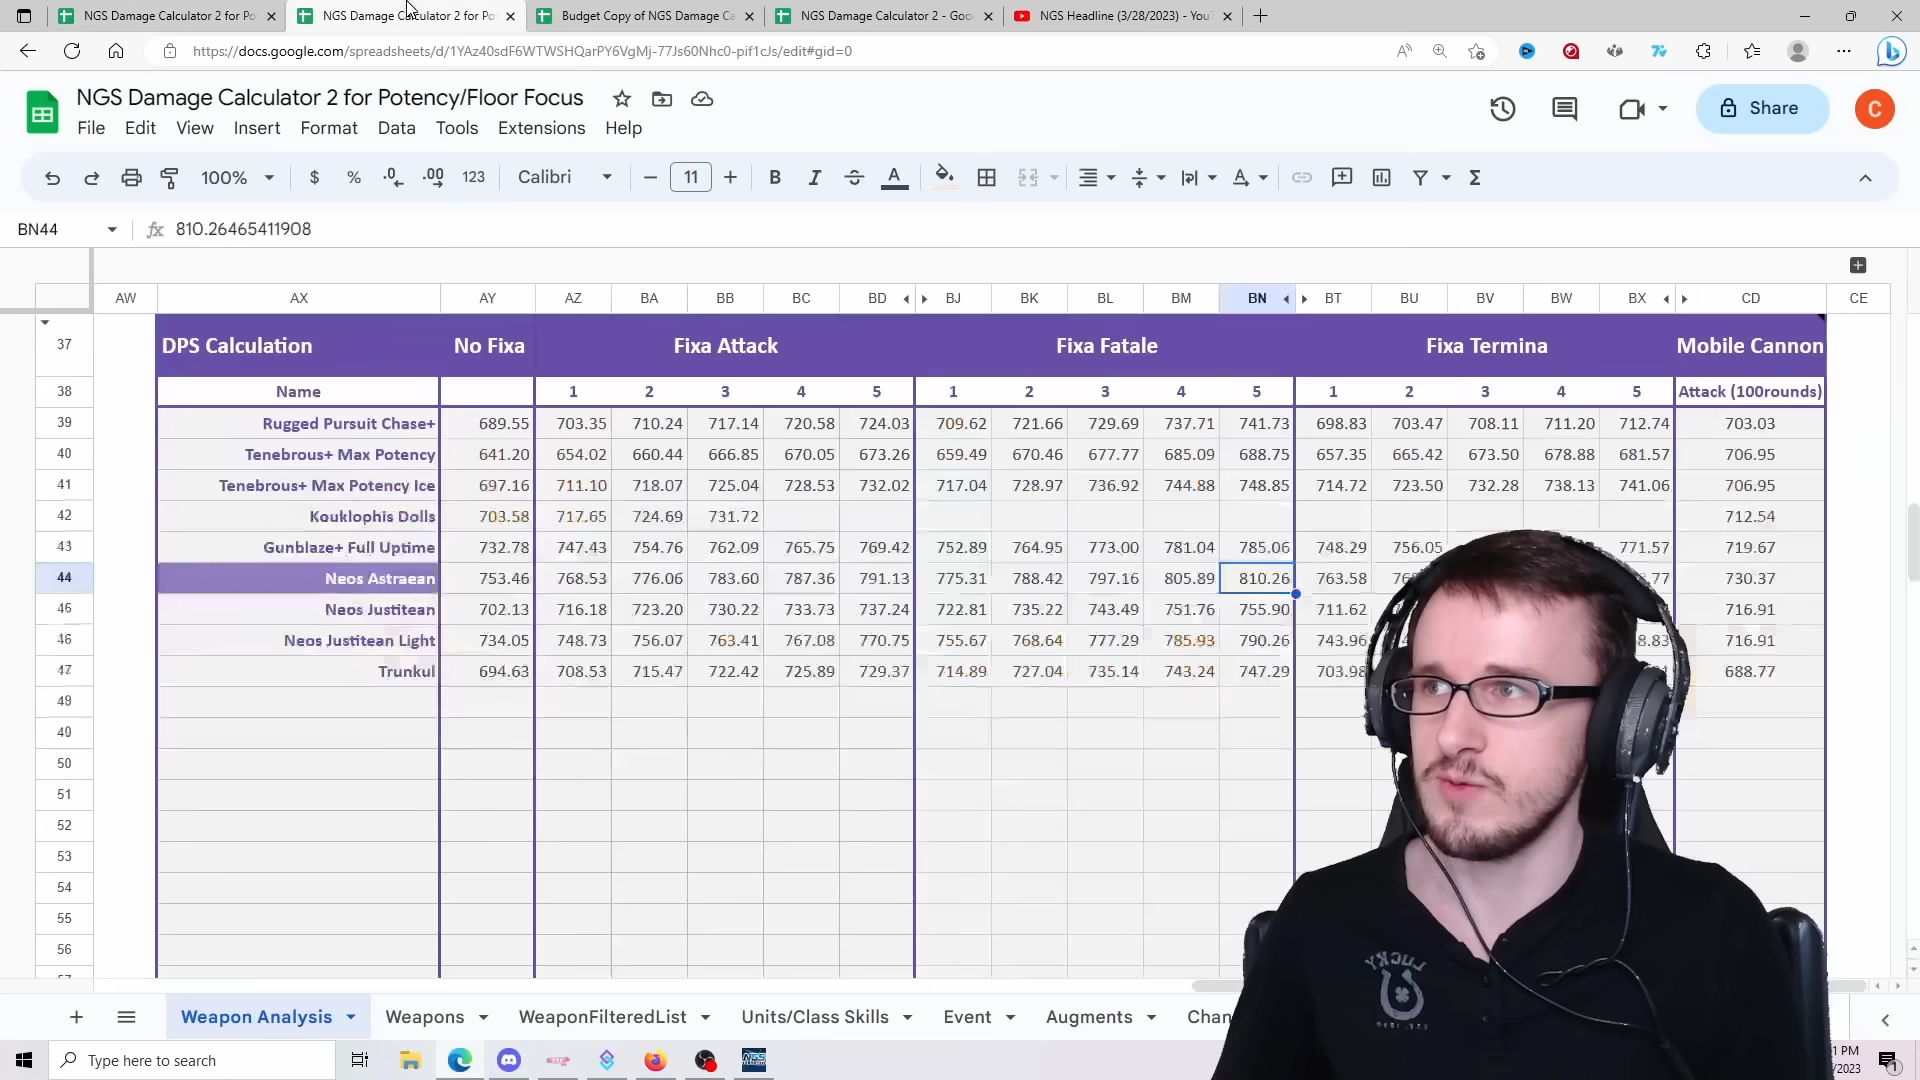 NGS Damage Calculator 2 for Po
NGS Damage Calculator 2 for Po
Budget Copy of NGS Damage Ca
NGS Damage Calculator 2 - Goo
NGS Headline (3/28/2023) - YouT
https://docs.google.com/spreadsheets/d/1YAz40sdF6WTWSHQarPY6VgMj-77Js60Nhc0-pif1cJs/edit#gid=0
NGS Damage Calculator 2 for Potency/Floor Focus
File Edit View Insert Format Data Tools Extensions Help
Share C
100% $ % .0 .00 123 Calibri 11 B I A
BN44 fx 810.26465411908
AW AX AY AZ BA BB BC BD BJ BK BL BM BN BT BU BV BW BX CD CE
37 DPS Calculation No Fixa Fixa Attack Fixa Fatale Fixa Termina Mobile Cannon
38 Name 1 2 3 4 5 1 2 3 4 5 1 2 3 4 5 Attack (100rounds)
39 Rugged Pursuit Chase+ 689.55 703.35 710.24 717.14 720.58 724.03 709.62 721.66 729.69 737.71 741.73 698.83 703.47 708.11 711.20 712.74 703.03
40 Tenebrous+ Max Potency 641.20 654.02 660.44 666.85 670.05 673.26 659.49 670.46 677.77 685.09 688.75 657.35 665.42 673.50 678.88 681.57 706.95
41 Tenebrous+ Max Potency Ice 697.16 711.10 718.07 725.04 728.53 732.02 717.04 728.97 736.92 744.88 748.85 714.72 723.50 732.28 738.13 741.06 706.95
42 Kouklophis Dolls 703.58 717.65 724.69 731.72 712.54
43 Gunblaze+ Full Uptime 732.78 747.43 754.76 762.09 765.75 769.42 752.89 764.95 773.00 781.04 785.06 748.29 756.05 771.57 719.67
44 Neos Astraean 753.46 768.53 776.06 783.60 787.36 791.13 775.31 788.42 797.16 805.89 810.26 763.58 76 .77 730.37
46 Neos Justitean 702.13 716.18 723.20 730.22 733.73 737.24 722.81 735.22 743.49 751.76 755.90 711.62 716.91
46 Neos Justitean Light 734.05 748.73 756.07 763.41 767.08 770.75 755.67 768.64 777.29 785.93 790.26 743.96 8.83 716.91
47 Trunkul 694.63 708.53 715.47 722.42 725.89 729.37 714.89 727.04 735.14 743.24 747.29 703.98 688.77
49
49
50
51
52
53
54
55
56
LUCKY
Weapon Analysis Weapons WeaponFilteredList Units/Class Skills Event Augments Chan
Type here to search
1 PM
/2023